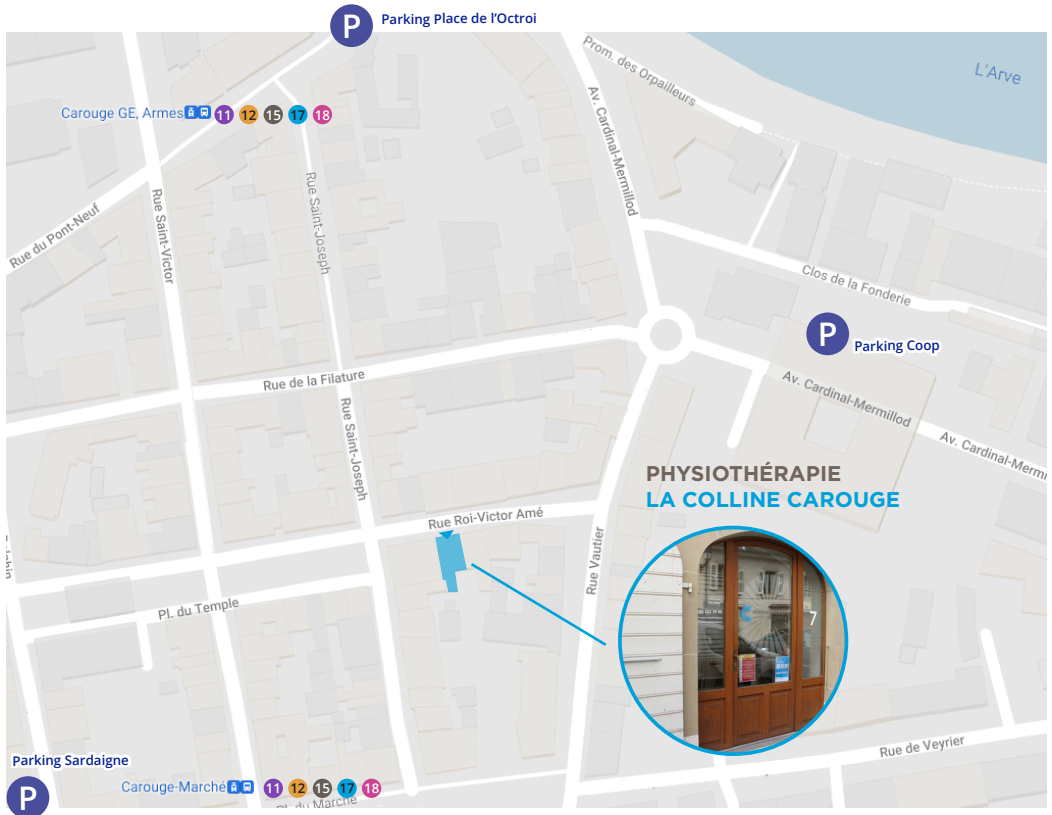 Parking Place de l'Octroi
P
L'Arve
Prom. des Orpailleurs
Carouge GE, Armes 11 12 15 17 18
Av. Cardinal-Mermillod
Rue du Pont-Neuf
Rue Saint-Victor
Rue Saint-Joseph
Clos de la Fonderie
P
Parking Coop
Rue de la Filature
Av. Cardinal-Mermillod
Av. Cardinal-Mermi
Rue Saint-Joseph
PHYSIOTHÉRAPIE
LA COLLINE CAROUGE
Rue Roi-Victor Amé
Rue Vautier
Pl. du Temple
7
Rue de Veyrier
Parking Sardaigne
P
Carouge-Marché 11 12 15 17 18
Pl. du Marché